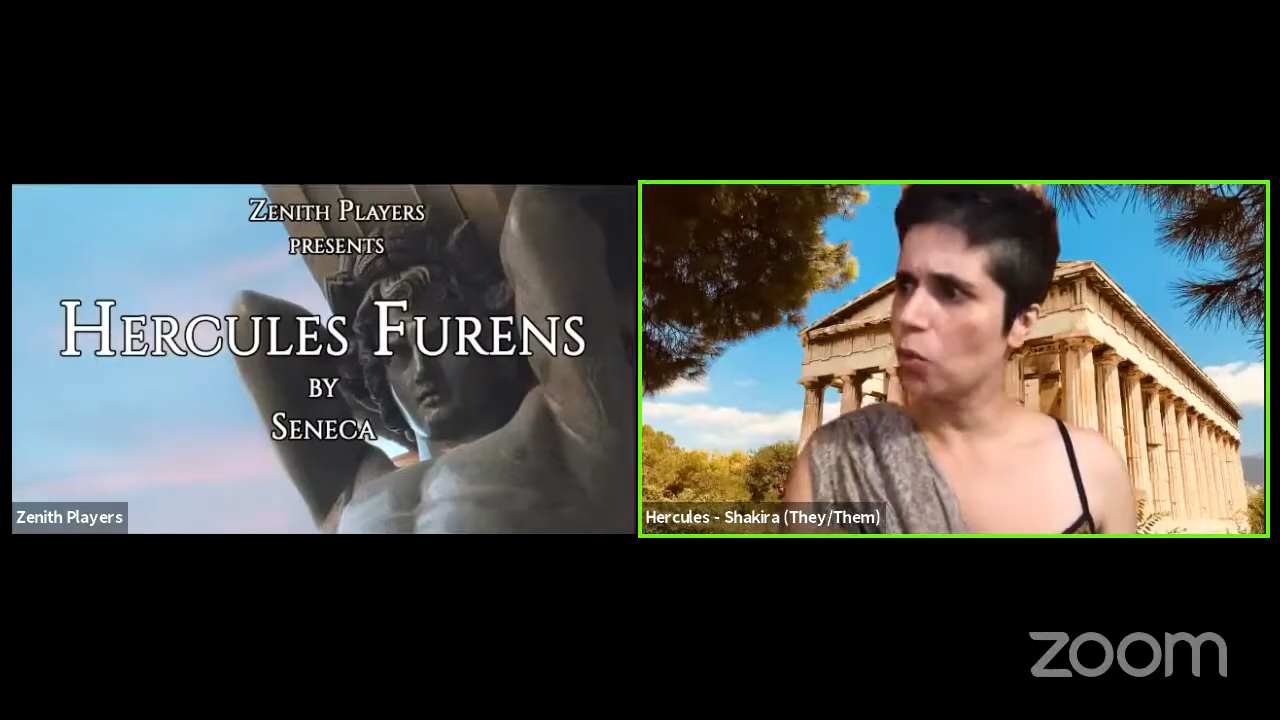 Zenith Players
presents
Hercules Furens
by
Seneca
Zenith Players
Hercules - Shakira (They/Them)
zoom